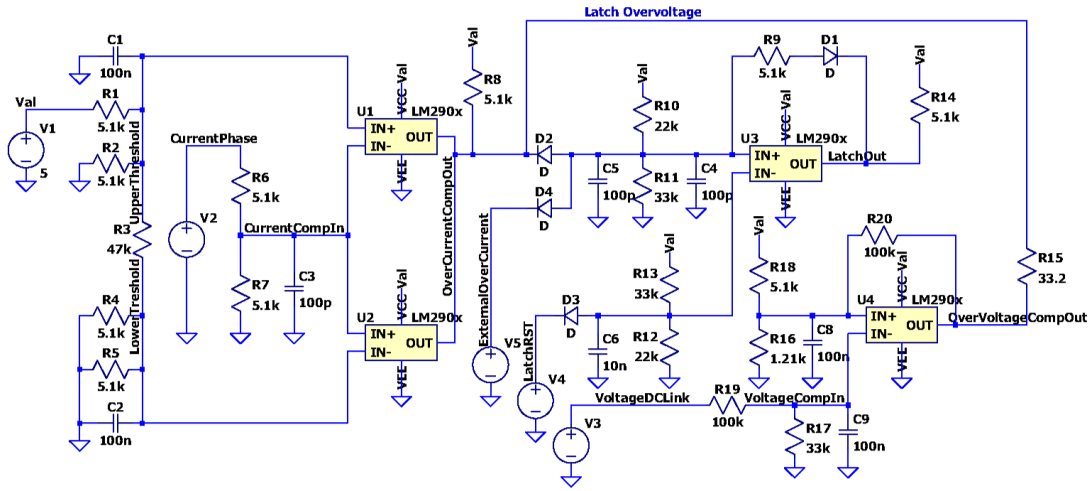 Latch Overvoltage
C1
100n
Val
R1
5.1k
V1
5
R2
5.1k
UpperThreshold
R3
47k
LowerTreshold
R4
5.1k
R5
5.1k
C2
100n
CurrentPhase
V2
R6
5.1k
CurrentCompIn
R7
5.1k
C3
100p
U1
VCC Val
LM290x
IN+
IN-
OUT
VEE
U2
VCC Val
LM290x
IN+
IN-
OUT
VEE
OverCurrentCompOut
Val
R8
5.1k
D2
D
D4
D
ExternalOverCurrent
V5
C5
100p
Val
R10
22k
R11
33k
C4
100p
R9
5.1k
D1
D
U3
VCC Val
LM290x
IN+
IN-
OUT
VEE
LatchOut
Val
R14
5.1k
LatchRST
V4
D3
D
C6
10n
Val
R13
33k
R12
22k
Val
R18
5.1k
R16
1.21k
C8
100n
R20
100k
U4
VCC Val
LM290x
IN+
IN-
OUT
VEE
OverVoltageCompOut
R15
33.2
V3
VoltageDCLink
R19
100k
VoltageCompIn
R17
33k
C9
100n